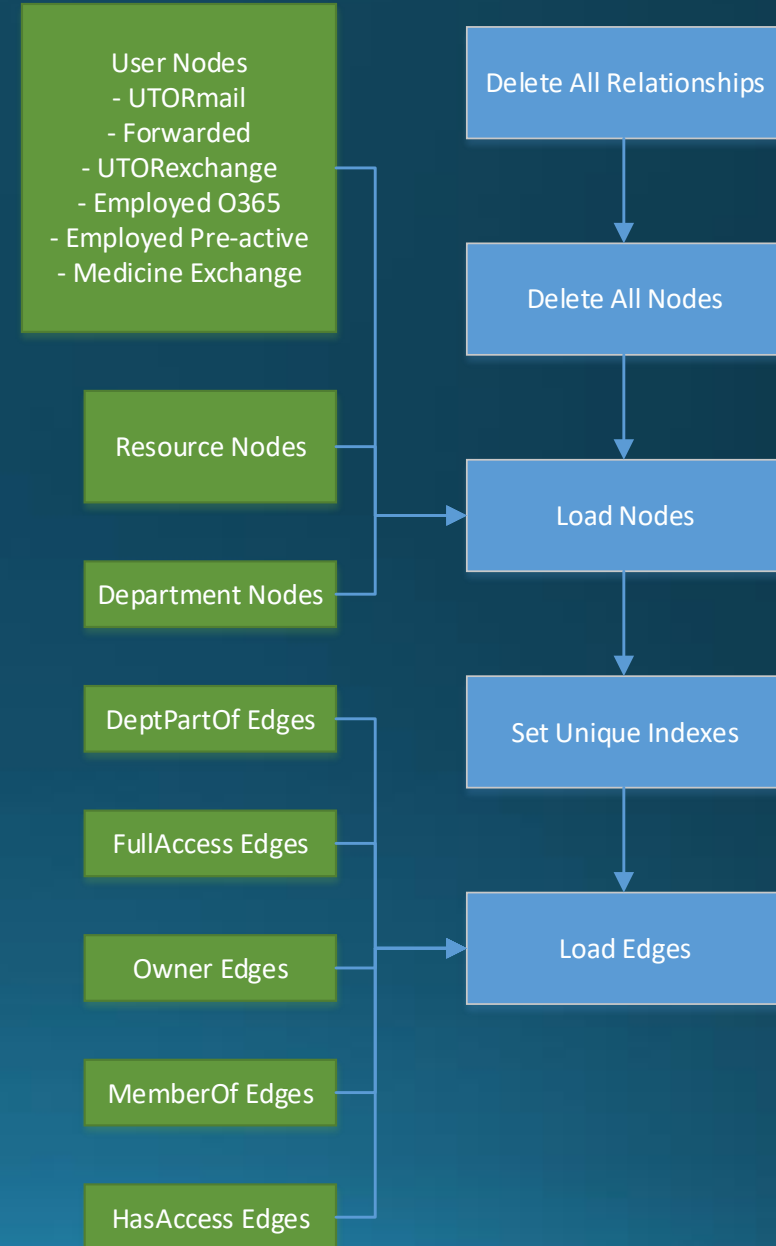 User Nodes
- UTORmail
- Forwarded
- UTORexchange
- Employed O365
- Employed Pre-active
- Medicine Exchange
Resource Nodes
Department Nodes
DeptPartOf Edges
FullAccess Edges
Owner Edges
MemberOf Edges
HasAccess Edges
Delete All Relationships
Delete All Nodes
Load Nodes
Set Unique Indexes
Load Edges